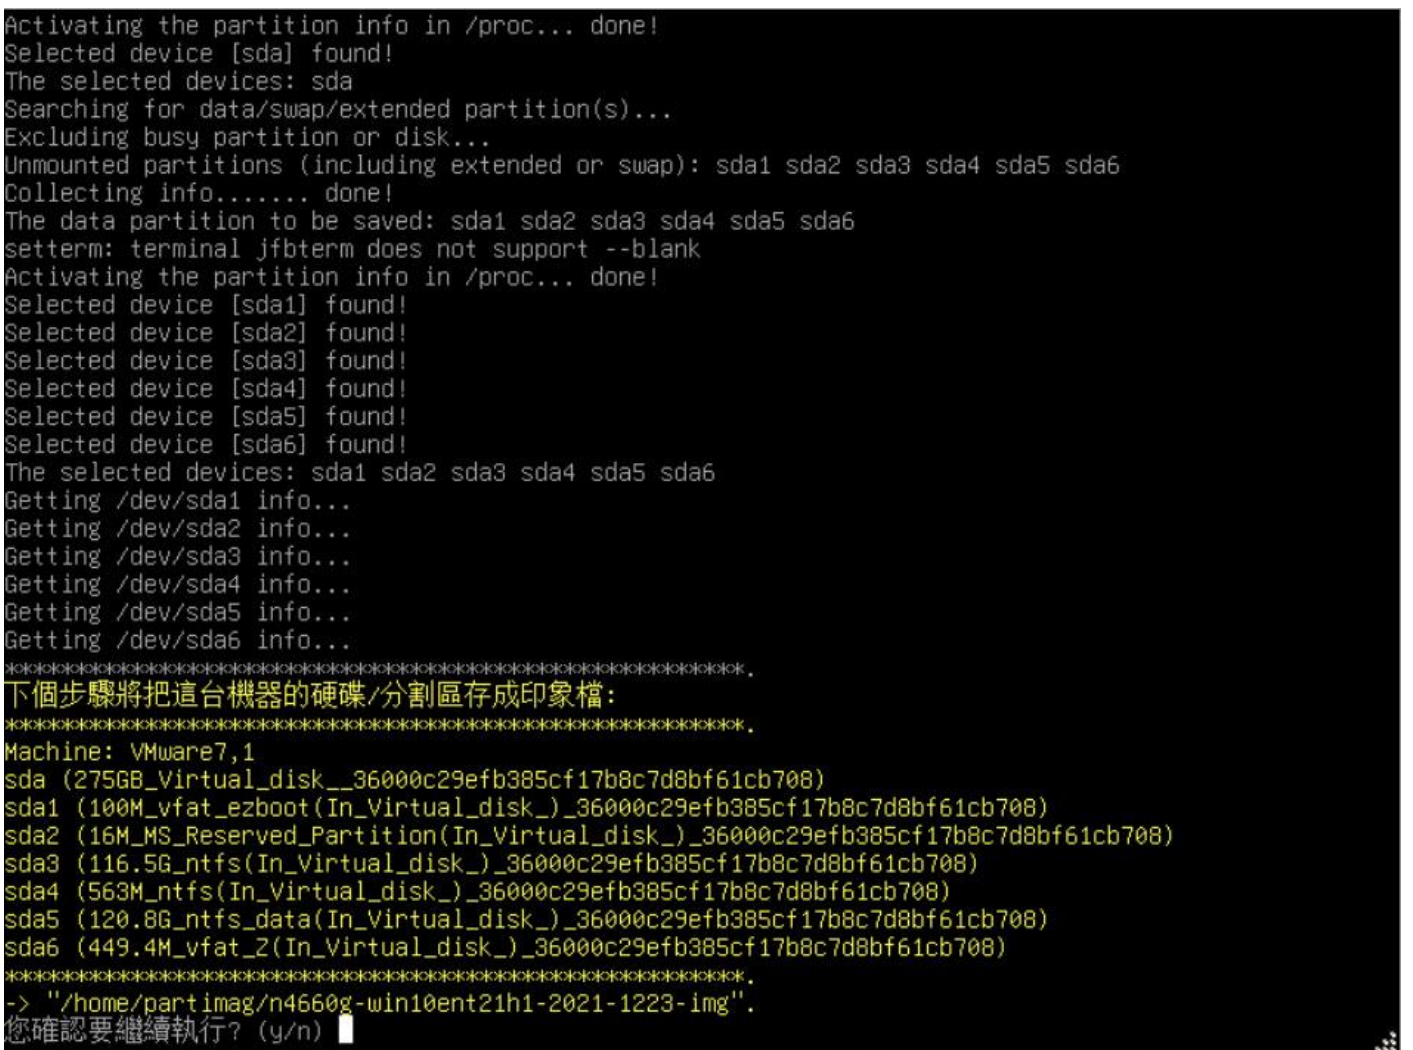 Activating the partition info in /proc... done!
Selected device [sda] found!
The selected devices: sda
Searching for data/swap/extended partition(s)...
Excluding busy partition or disk...
Unmounted partitions (including extended or swap): sda1 sda2 sda3 sda4 sda5 sda6
Collecting info....... done!
The data partition to be saved: sda1 sda2 sda3 sda4 sda5 sda6
setterm: terminal jfbterm does not support --blank
Activating the partition info in /proc... done!
Selected device [sda1] found!
Selected device [sda2] found!
Selected device [sda3] found!
Selected device [sda4] found!
Selected device [sda5] found!
Selected device [sda6] found!
The selected devices: sda1 sda2 sda3 sda4 sda5 sda6
Getting /dev/sda1 info...
Getting /dev/sda2 info...
Getting /dev/sda3 info...
Getting /dev/sda4 info...
Getting /dev/sda5 info...
Getting /dev/sda6 info...
*****************************************************.
下個步驟將把這台機器的硬碟/分割區存成印象檔:
*****************************************************.
Machine: VMware7,1
sda (275GB_Virtual_disk__36000c29efb385cf17b8c7d8bf61cb708)
sda1 (100M_vfat_ezboot(In_Virtual_disk_)_36000c29efb385cf17b8c7d8bf61cb708)
sda2 (16M_MS_Reserved_Partition(In_Virtual_disk_)_36000c29efb385cf17b8c7d8bf61cb708)
sda3 (116.5G_ntfs(In_Virtual_disk_)_36000c29efb385cf17b8c7d8bf61cb708)
sda4 (563M_ntfs(In_Virtual_disk_)_36000c29efb385cf17b8c7d8bf61cb708)
sda5 (120.8G_ntfs_data(In_Virtual_disk_)_36000c29efb385cf17b8c7d8bf61cb708)
sda6 (449.4M_vfat_Z(In_Virtual_disk_)_36000c29efb385cf17b8c7d8bf61cb708)
*****************************************************.
-> "/home/partimag/n4660g-win10ent21h1-2021-1223-img".
您確認要繼續執行? (y/n)